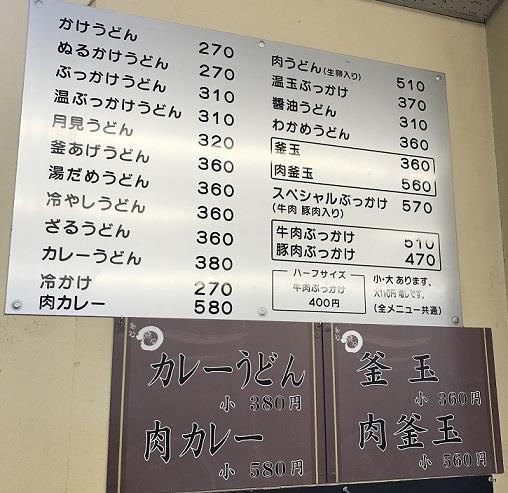 かけうどん 270
ぬるかけうどん 270
ぶっかけうどん 310
温ぶっかけうどん 310
月見うどん 320
釜あげうどん 360
湯だめうどん 360
冷やしうどん 360
ざるうどん 360
カレーうどん 380
冷かけ 270
肉カレー 580
肉うどん(生卵入り) 510
温玉ぶっかけ 370
醤油うどん 310
わかめうどん 360
釜玉 360
肉釜玉 560
スペシャルぶっかけ 570
(牛肉 豚肉入り)
牛肉ぶっかけ 510
豚肉ぶっかけ 470
ハーフサイズ
牛肉ぶっかけ
400円
小・大 あります。
大110円 増しです。
(全メニュー共通)
カレーうどん
小 380円
肉カレー
小 580円
釜玉
小 360円
肉釜玉
小 560円